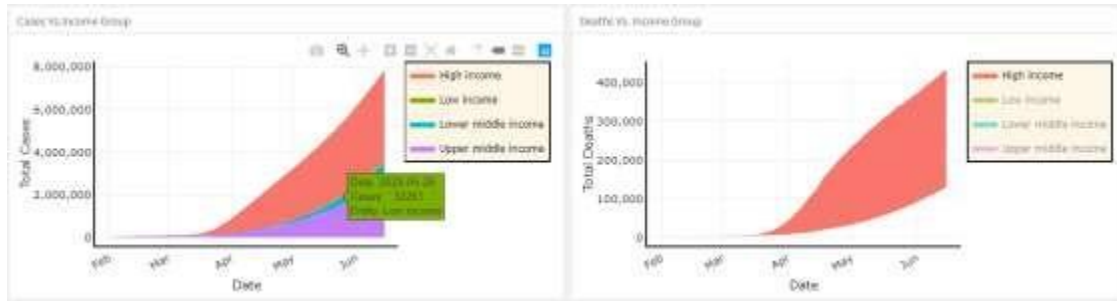 Cases Vs. Income Group
8,000,000
6,000,000
4,000,000
2,000,000
0
Total Cases
Feb
Mar
Apr
May
Jun
Date
High income
Low income
Lower middle income
Upper middle income
Cases:
Low income
Deaths Vs. Income Group
400,000
300,000
200,000
100,000
0
Total Deaths
Feb
Mar
Apr
May
Jun
Date
High income
Low income
Lower middle income
Upper middle income